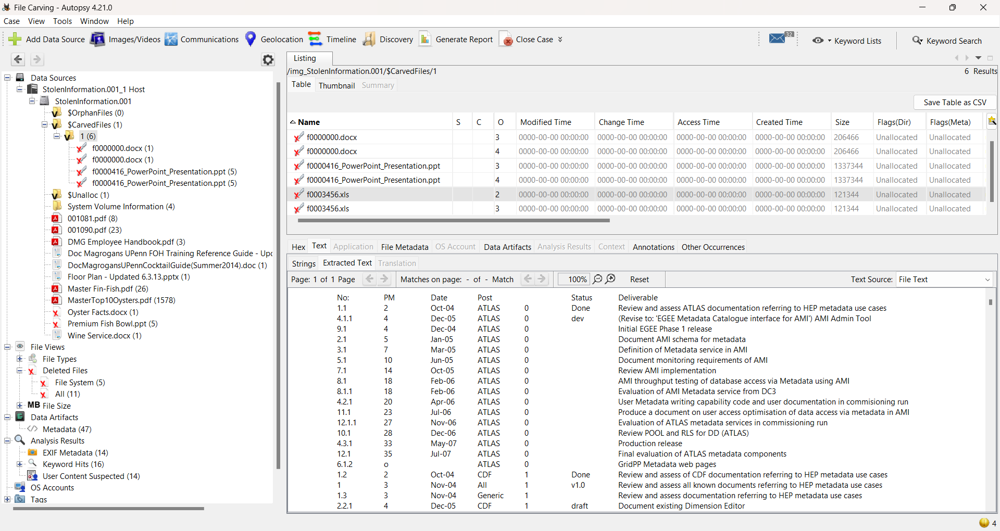 File Carving - Autopsy 4.21.0
Case View Tools Window Help
Add Data Source Images/Videos Communications Geolocation Timeline Discovery Generate Report Close Case 32 Keyword Lists Keyword Search
Listing
/img_StolenInformation.001/$CarvedFiles/1 6 Results
Table Thumbnail Summary
Save Table as CSV
Name S C O Modified Time Change Time Access Time Created Time Size Flags(Dir) Flags(Meta)
f0000000.docx 3 0000-00-00 00:00:00 0000-00-00 00:00:00 0000-00-00 00:00:00 0000-00-00 00:00:00 206466 Unallocated Unallocated
f0000000.docx 4 0000-00-00 00:00:00 0000-00-00 00:00:00 0000-00-00 00:00:00 0000-00-00 00:00:00 206466 Unallocated Unallocated
f0000416_PowerPoint_Presentation.ppt 3 0000-00-00 00:00:00 0000-00-00 00:00:00 0000-00-00 00:00:00 0000-00-00 00:00:00 1337344 Unallocated Unallocated
f0000416_PowerPoint_Presentation.ppt 4 0000-00-00 00:00:00 0000-00-00 00:00:00 0000-00-00 00:00:00 0000-00-00 00:00:00 1337344 Unallocated Unallocated
f0003456.xls 2 0000-00-00 00:00:00 0000-00-00 00:00:00 0000-00-00 00:00:00 0000-00-00 00:00:00 121344 Unallocated Unallocated
f0003456.xls 3 0000-00-00 00:00:00 0000-00-00 00:00:00 0000-00-00 00:00:00 0000-00-00 00:00:00 121344 Unallocated Unallocated
Data Sources
StolenInformation.001_1 Host
StolenInformation.001
$OrphanFiles (0)
$CarvedFiles (1)
1 (6)
f0000000.docx (1)
f0000000.docx (1)
f0000416_PowerPoint_Presentation.ppt (5)
f0000416_PowerPoint_Presentation.ppt (5)
$Unalloc (1)
System Volume Information (4)
001081.pdf (8)
001090.pdf (23)
DMG Employee Handbook.pdf (3)
Doc Magrogans UPenn FOH Training Reference Guide - Upd
DocMagrogansUPennCocktailGuide(Summer2014).doc (1)
Floor Plan - Updated 6.3.13.pptx (1)
Master Fin-Fish.pdf (26)
MasterTop10Oysters.pdf (1578)
Oyster Facts.docx (1)
Premium Fish Bowl.ppt (5)
Wine Service.docx (1)
File Views
File Types
Deleted Files
File System (5)
All (11)
MB File Size
Data Artifacts
Metadata (47)
Analysis Results
EXIF Metadata (14)
Keyword Hits (16)
User Content Suspected (14)
OS Accounts
Tags
Hex Text Application File Metadata OS Account Data Artifacts Analysis Results Context Annotations Other Occurrences
Strings Extracted Text Translation
Page: 1 of 1 Page Matches on page: - of - Match 100% Reset Text Source: File Text
No: PM Date Post Status Deliverable
1.1 2 Oct-04 ATLAS 0 Done Review and assess ATLAS documentation referring to HEP metadata use cases
4.1.1 4 Dec-05 ATLAS 0 dev (Revise to: 'EGEE Metadata Catalogue interface for AMI') AMI Admin Tool
9.1 4 Dec-04 ATLAS 0 Initial EGEE Phase 1 release
2.1 5 Jan-05 ATLAS 0 Document AMI schema for metadata
3.1 7 Mar-05 ATLAS 0 Definition of Metadata service in AMI
5.1 10 Jun-05 ATLAS 0 Document monitoring requirements of AMI
7.1 14 Oct-05 ATLAS 0 Review AMI implementation
8.1 18 Feb-06 ATLAS 0 AMI throughput testing of database access via Metadata using AMI
8.1.1 18 Feb-06 ATLAS 0 Evaluation of AMI Metadata service from DC3
4.2.1 20 Apr-06 ATLAS 0 User Metadata writing capability code and user documentation in commisioning run
11.1 23 Jul-06 ATLAS 0 Produce a document on user access optimisation of data access via metadata in AMI
12.1.1 27 Nov-06 ATLAS 0 Evaluation of ATLAS metadata services in commissioning run
10.1 28 Dec-06 ATLAS 0 Review POOL and RLS for DD (ATLAS)
4.3.1 33 May-07 ATLAS 0 Production release
12.1 35 Jul-07 ATLAS 0 Final evaluation of ATLAS metadata components
6.1.2 o ATLAS 0 GridPP Metadata web pages
1.2 2 Oct-04 CDF 1 Done Review and assess of CDF documentation referring to HEP metadata use cases
1 3 Nov-04 All 1 v1.0 Review and assess all known documents referring to HEP metadata use cases
1.3 3 Nov-04 Generic 1 Review and assess documentation referring to HEP metadata use cases
2.2.1 4 Dec-05 CDF 1 draft Document existing Dimension Editor
4